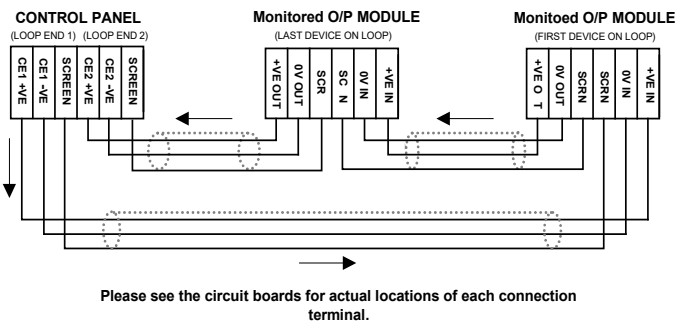 CONTROL PANEL
(LOOP END 1) (LOOP END 2)
CE1 +VE
CE1 -VE
SCREEN
CE2 +VE
CE2 -VE
SCREEN
Monitored O/P MODULE
(LAST DEVICE ON LOOP)
+VE OUT
0V OUT
SCR
SC N
0V IN
+VE IN
Monitoed O/P MODULE
(FIRST DEVICE ON LOOP)
+VE O T
0V OUT
SCRN
SCRN
0V IN
+VE IN
Please see the circuit boards for actual locations of each connection
terminal.